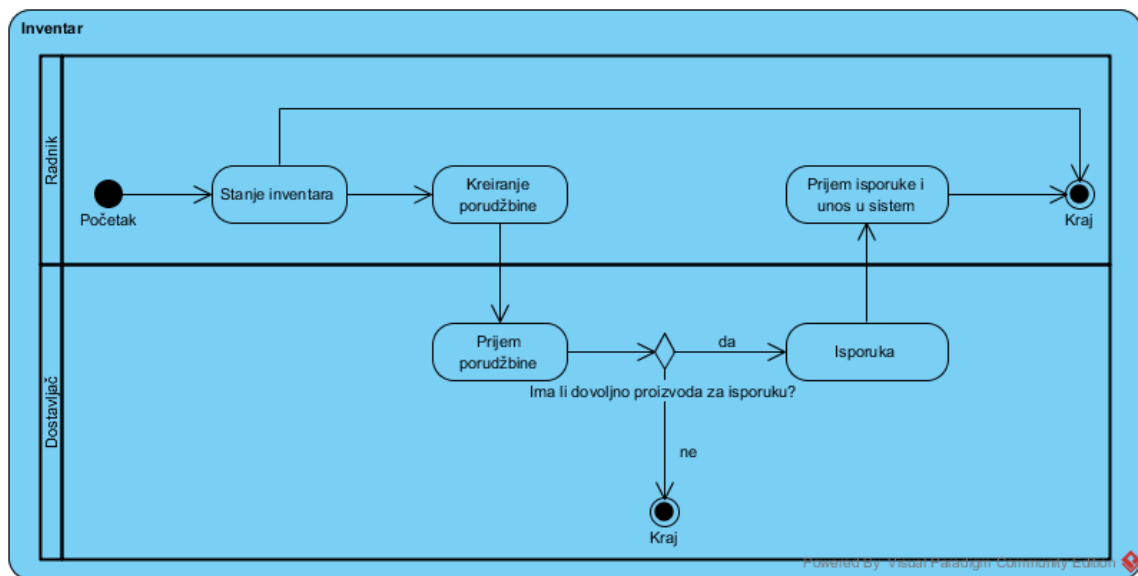 Inventar
Radnik
Početak
Stanje inventara
Kreiranje
porudžbine
Prijem isporuke i
unos u sistem
Kraj
Dostavljač
Prijem
porudžbine
da
Isporuka
Ima li dovoljno proizvoda za isporuku?
ne
Kraj
Powered By Visual Paradigm Community Edition